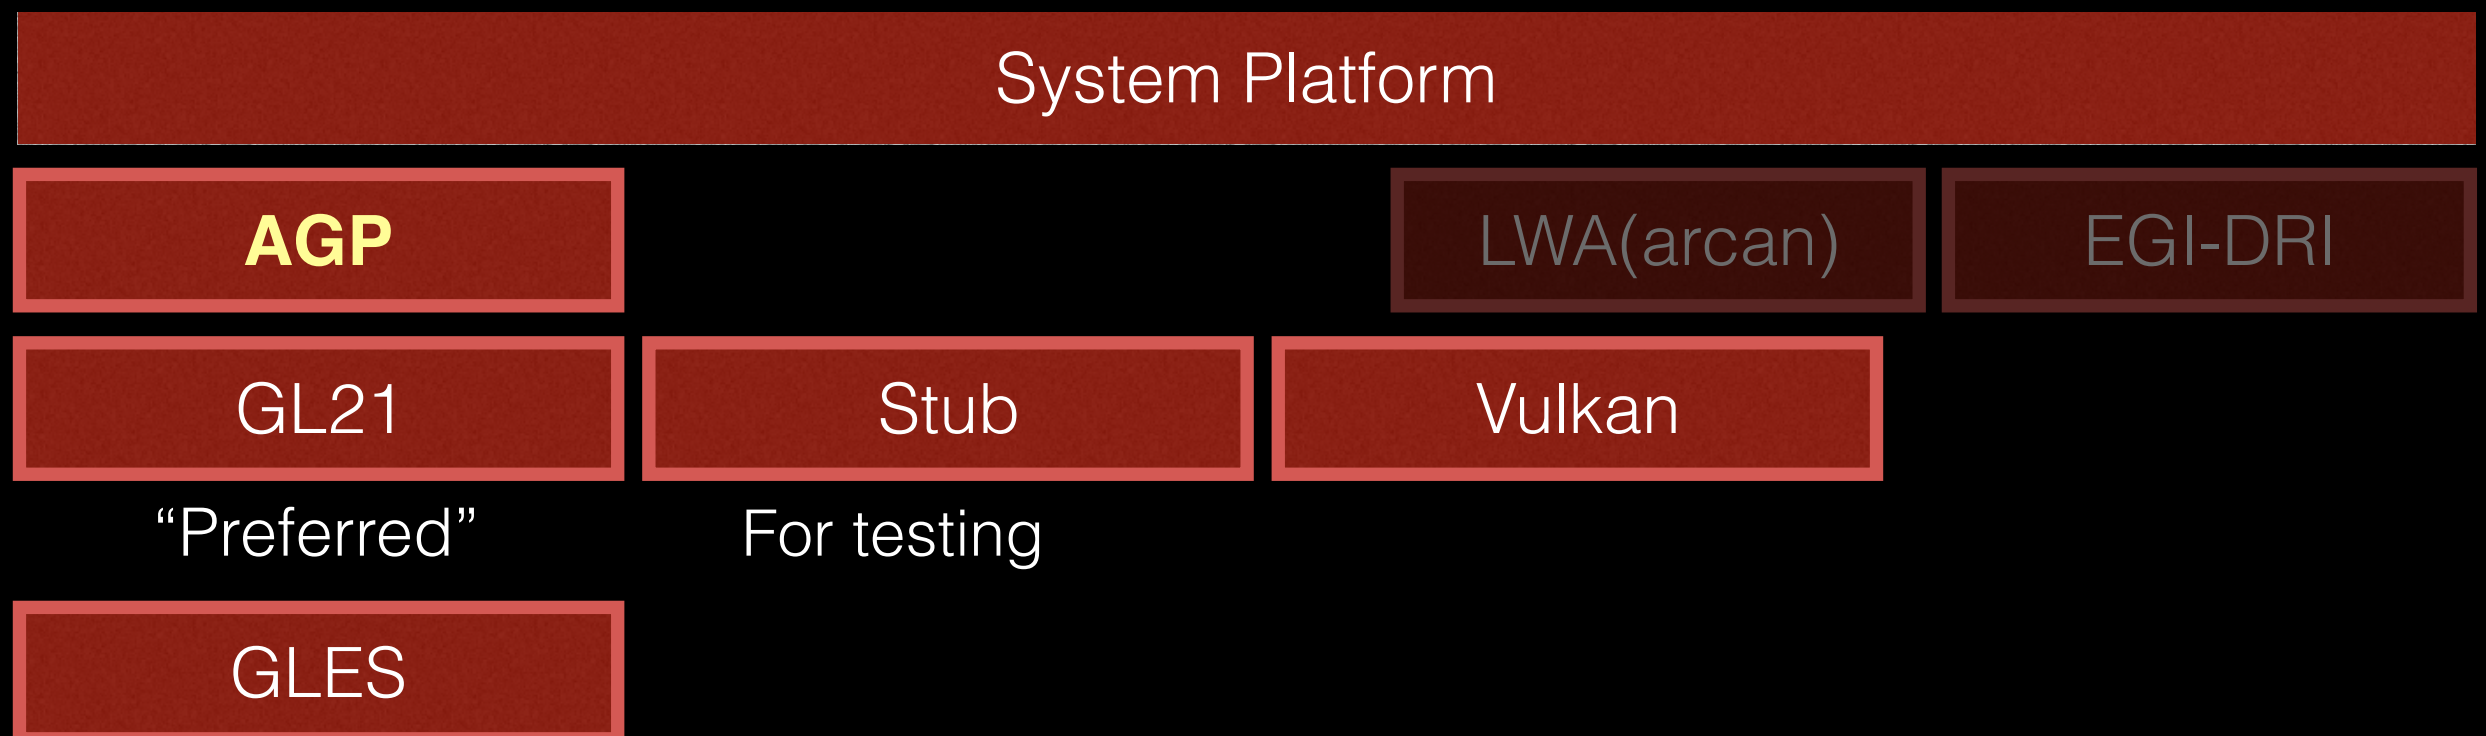 System Platform
AGP
LWA(arcan)
EGI-DRI
GL21
Stub
Vulkan
“Preferred”
For testing
GLES